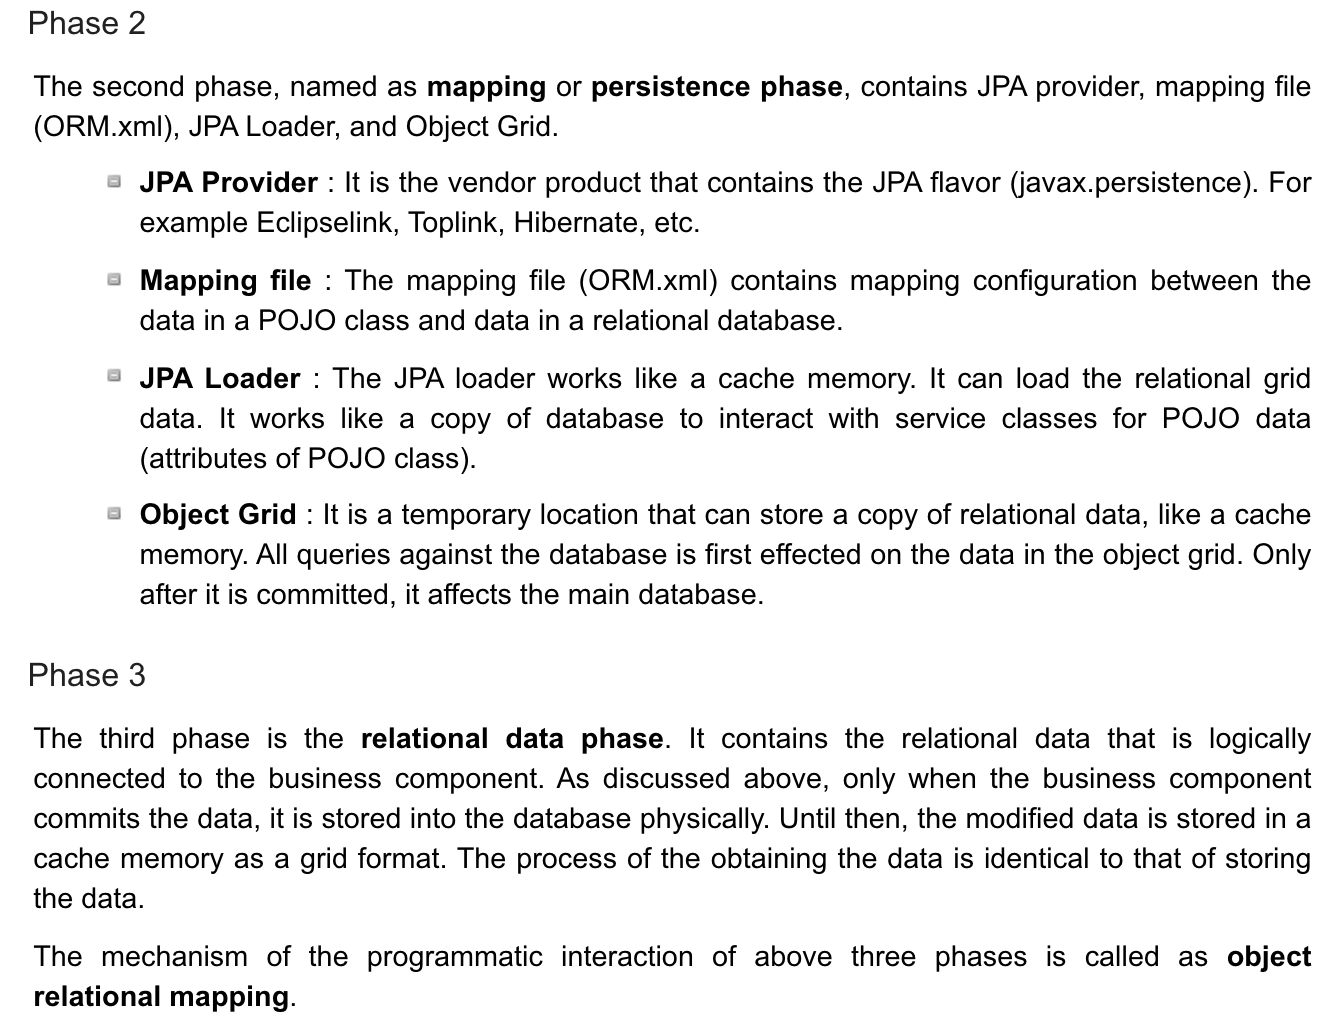 Phase 2
The second phase, named as mapping or persistence phase, contains JPA provider, mapping file
(ORM.xml), JPA Loader, and Object Grid.
JPA Provider : It is the vendor product that contains the JPA flavor (javax.persistence). For
example Eclipselink, Toplink, Hibernate, etc.
Mapping file : The mapping file (ORM.xml) contains mapping configuration between the
data in a POJO class and data in a relational database.
JPA Loader : The JPA loader works like a cache memory. It can load the relational grid
data. It works like a copy of database to interact with service classes for POJO data
(attributes of POJO class).
Object Grid : It is a temporary location that can store a copy of relational data, like a cache
memory. All queries against the database is first effected on the data in the object grid. Only
after it is committed, it affects the main database.
Phase 3
The third phase is the relational data phase. It contains the relational data that is logically
connected to the business component. As discussed above, only when the business component
commits the data, it is stored into the database physically. Until then, the modified data is stored in a
cache memory as a grid format. The process of the obtaining the data is identical to that of storing
the data.
The mechanism of the programmatic interaction of above three phases is called as object
relational mapping.